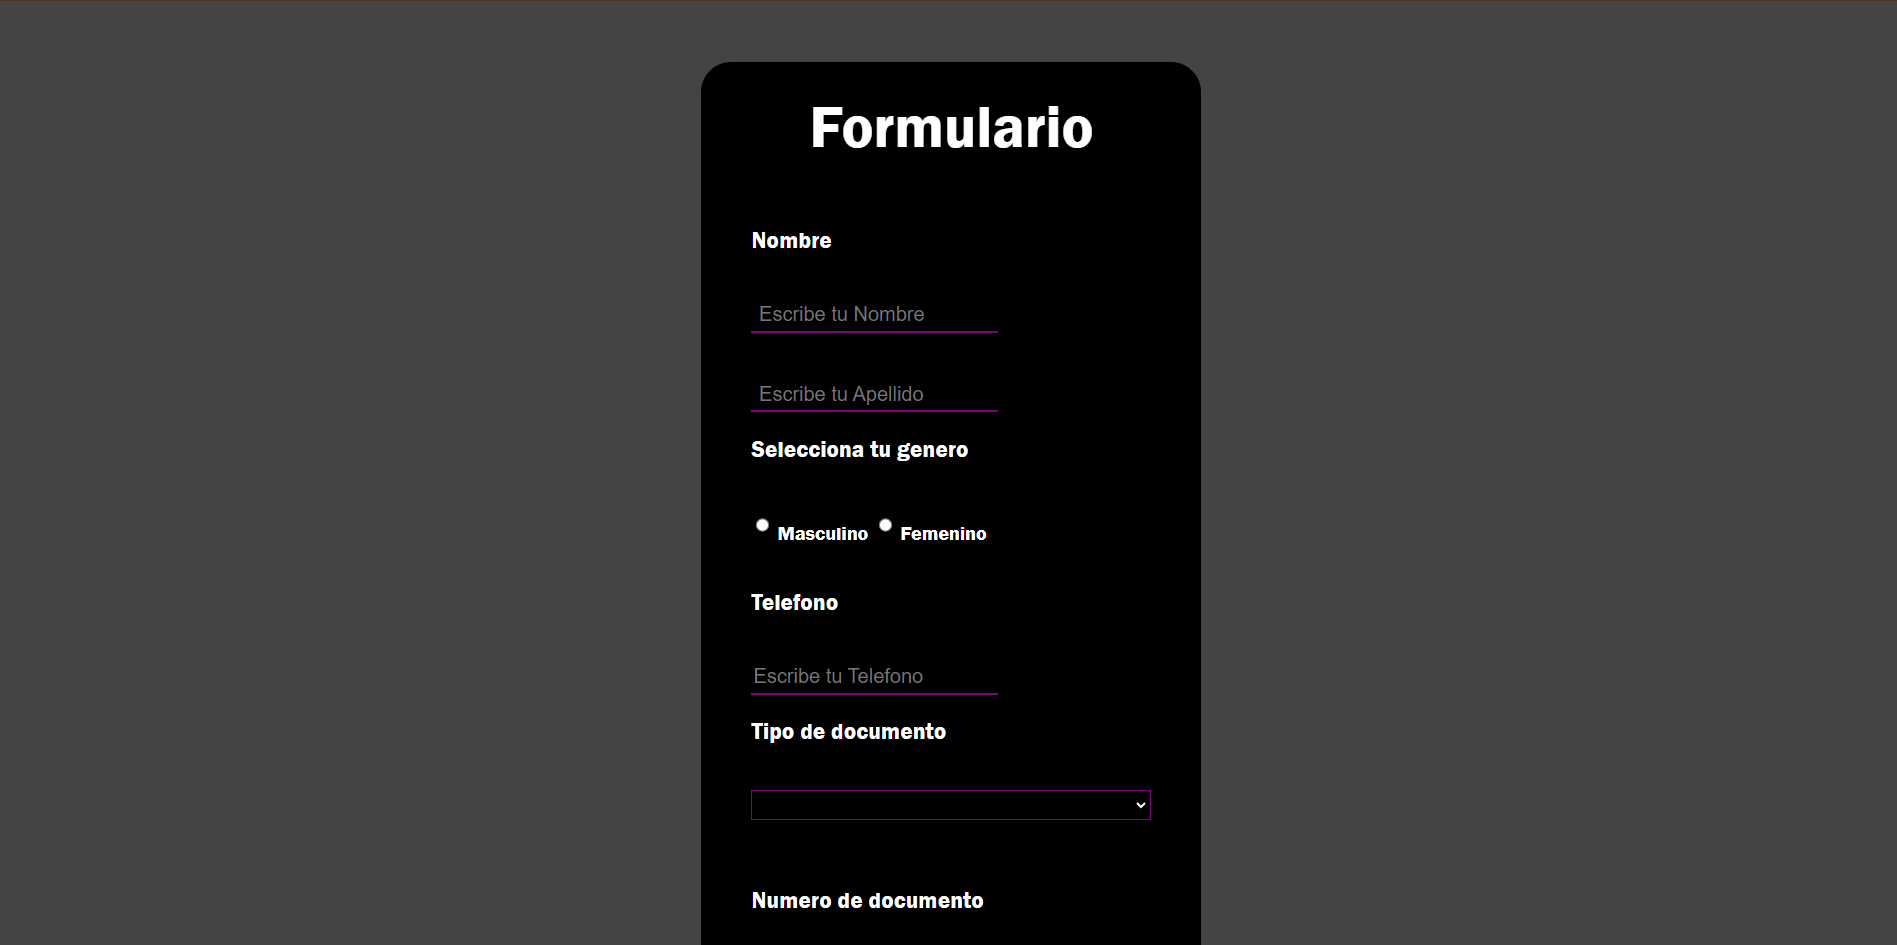 Formulario
Nombre
Escribe tu Nombre
Escribe tu Apellido
Selecciona tu genero
Masculino Femenino
Telefono
Escribe tu Telefono
Tipo de documento
Numero de documento